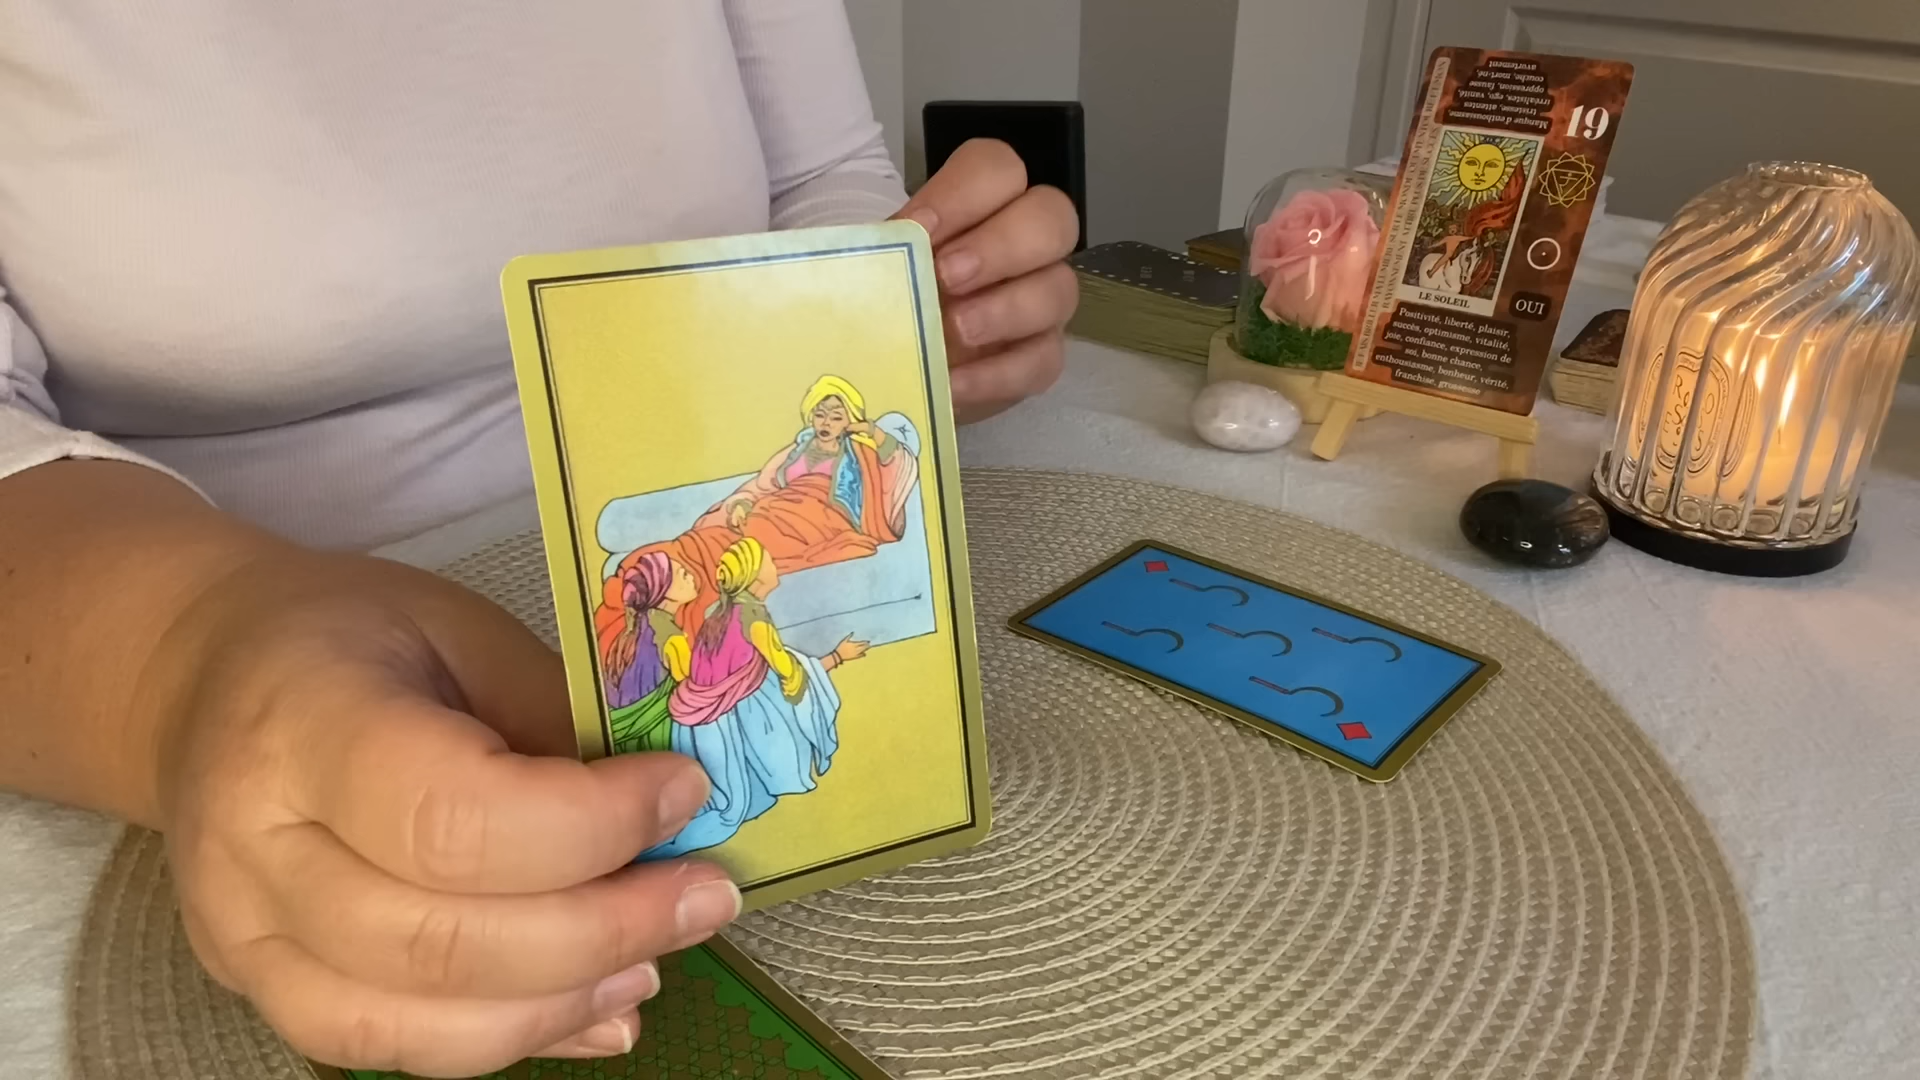 Manque d'enthousiasme,
tristesse, attentes
irréalistes, ego, vanité,
oppression, fausse
couche, mort-né,
avortement
19
LE SOLEIL
OUI
Positivité, liberté, plaisir,
succès, optimisme, vitalité,
joie, confiance, expression de
soi, bonne chance,
enthousiasme, bonheur, vérité,
franchise, grossesse
ROSES